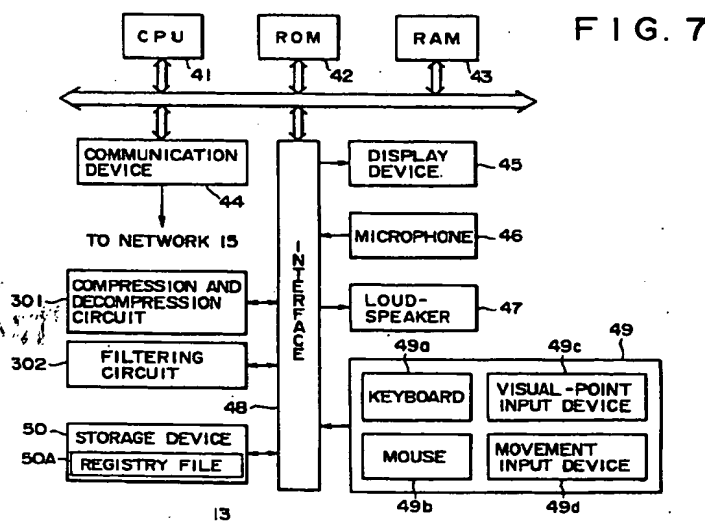 FIG. 7
CPU
ROM
RAM
41
42
43
COMMUNICATION
DEVICE
44
TO NETWORK 15
DISPLAY
DEVICE.
45
MICROPHONE
46
LOUD-
SPEAKER
47
INTERFACE
48
301
COMPRESSION AND
DECOMPRESSION
CIRCUIT
302
FILTERING
CIRCUIT
50
STORAGE DEVICE
50A
REGISTRY FILE
49
49a
49c
KEYBOARD
VISUAL-POINT
INPUT DEVICE
MOUSE
MOVEMENT
INPUT DEVICE
49b
49d
13